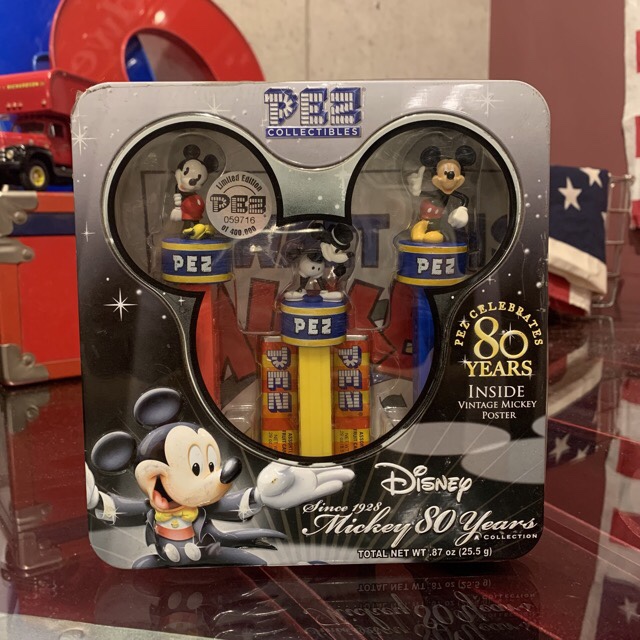 PEZ
COLLECTIBLES
Limited Edition
PEZ
059716
of 400,000
PEZ
PEZ
PEZ
PEZ
PEZ
PEZ CELEBRATES
80
YEARS
INSIDE
VINTAGE MICKEY
POSTER
Disney
Since 1928
Mickey 80 Years
A COLLECTION
TOTAL NET WT .87 oz (25.5 g)